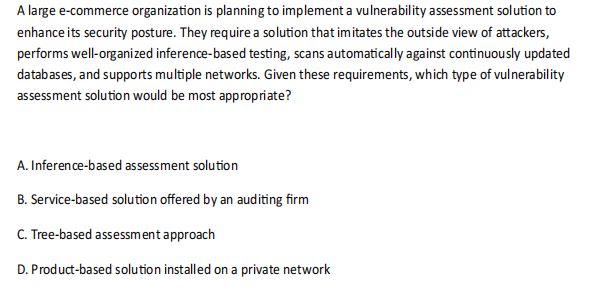 A large e-commerce organization is planning to implement a vulnerability assessment solution to
enhance its security posture. They require a solution that imitates the outside view of attackers,
performs well-organized inference-based testing, scans automatically against continuously updated
databases, and supports multiple networks. Given these requirements, which type of vulnerability
assessment solution would be most appropriate?
A. Inference-based assessment solution
B. Service-based solution offered by an auditing firm
C. Tree-based assessment approach
D. Product-based solution installed on a private network